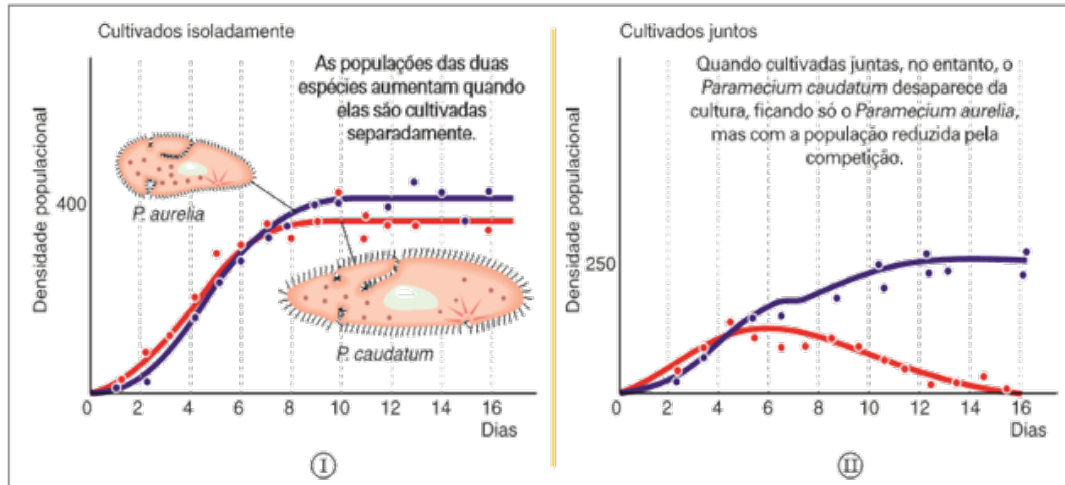 Cultivados isoladamente
As populações das duas
espécies aumentam quando
elas são cultivadas
separadamente.
Densidade populacional
400
P. aurelia
P. caudatum
0 2 4 6 8 10 12 14 16
Dias
I
Cultivados juntos
Quando cultivadas juntas, no entanto, o
Paramecium caudatum desaparece da
cultura, ficando só o Paramecium aurelia,
mas com a população reduzida pela
competição.
Densidade populacional
250
0 2 4 6 8 10 12 14 16
Dias
II